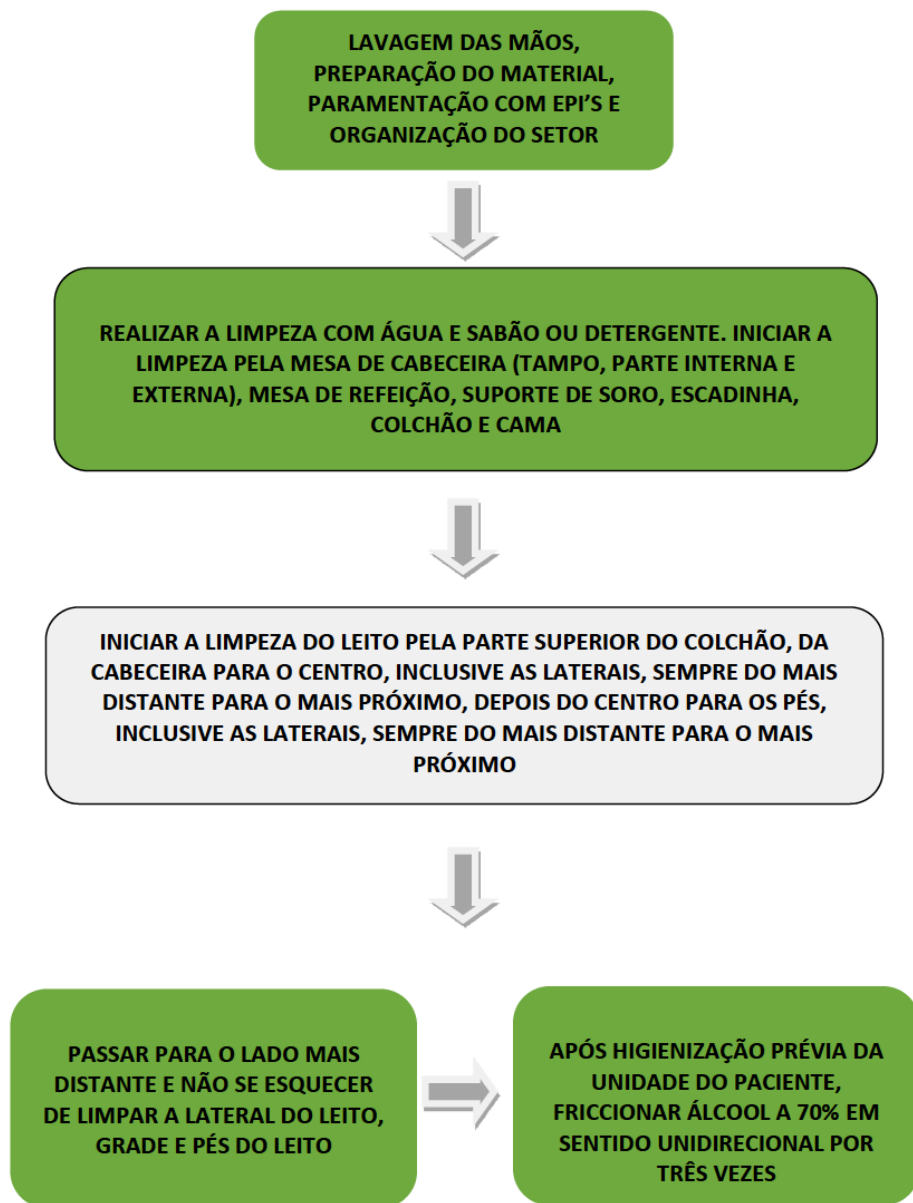 LAVAGEM DAS MÃOS,
PREPARAÇÃO DO MATERIAL,
PARAMENTAÇÃO COM EPI'S E
ORGANIZAÇÃO DO SETOR
REALIZAR A LIMPEZA COM ÁGUA E SABÃO OU DETERGENTE. INICIAR A
LIMPEZA PELA MESA DE CABECEIRA (TAMPO, PARTE INTERNA E
EXTERNA), MESA DE REFEIÇÃO, SUPORTE DE SORO, ESCADINHA,
COLCHÃO E CAMA
INICIAR A LIMPEZA DO LEITO PELA PARTE SUPERIOR DO COLCHÃO, DA
CABECEIRA PARA O CENTRO, INCLUSIVE AS LATERAIS, SEMPRE DO MAIS
DISTANTE PARA O MAIS PRÓXIMO, DEPOIS DO CENTRO PARA OS PÉS,
INCLUSIVE AS LATERAIS, SEMPRE DO MAIS DISTANTE PARA O MAIS
PRÓXIMO
PASSAR PARA O LADO MAIS
DISTANTE E NÃO SE ESQUECER
DE LIMPAR A LATERAL DO LEITO,
GRADE E PÉS DO LEITO
APÓS HIGIENIZAÇÃO PRÉVIA DA
UNIDADE DO PACIENTE,
FRICCIONAR ÁLCOOL A 70% EM
SENTIDO UNIDIRECIONAL POR
TRÊS VEZES